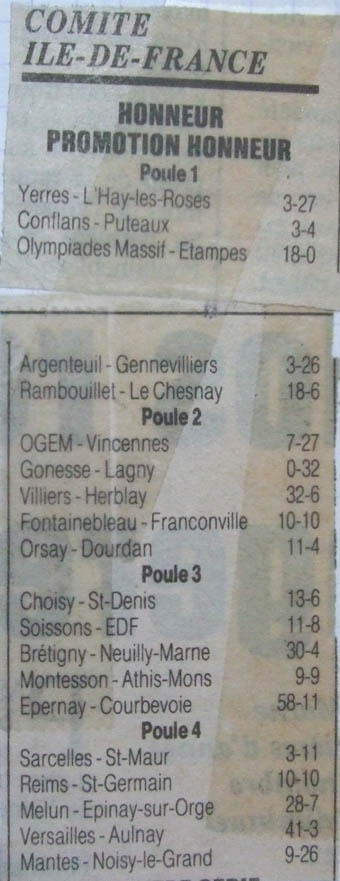 COMITE
ILE-DE-FRANCE
HONNEUR
PROMOTION HONNEUR
Poule 1
Yerres - L'Hay-les-Roses 3-27
Conflans - Puteaux 3-4
Olympiades Massif - Etampes 18-0
Argenteuil - Gennevilliers 3-26
Rambouillet - Le Chesnay 18-6
Poule 2
OGEM - Vincennes 7-27
Gonesse - Lagny 0-32
Villiers - Herblay 32-6
Fontainebleau - Franconville 10-10
Orsay - Dourdan 11-4
Poule 3
Choisy - St-Denis 13-6
Soissons - EDF 11-8
Brétigny - Neuilly-Marne 30-4
Montesson - Athis-Mons 9-9
Epernay - Courbevoie 58-11
Poule 4
Sarcelles - St-Maur 3-11
Reims - St-Germain 10-10
Melun - Epinay-sur-Orge 28-7
Versailles - Aulnay 41-3
Mantes - Noisy-le-Grand 9-26